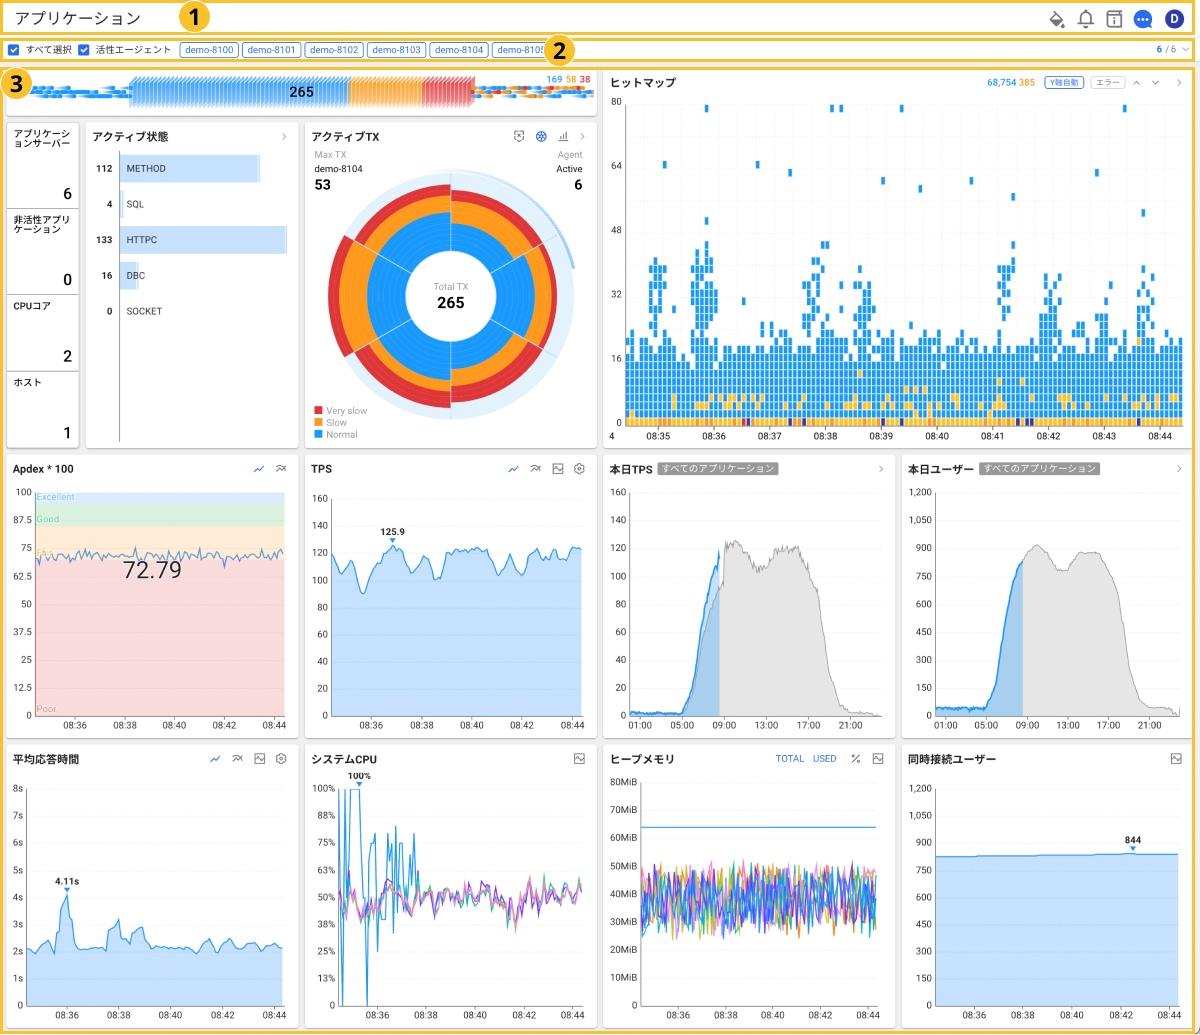 アプリケーション
1
D
すべて選択 活性エージェント demo-8100 demo-8101 demo-8102 demo-8103 demo-8104 demo-8105
2
6 / 6
3
265
169 58 38
アプリケーションサーバー
6
非活性アプリケーション
0
CPUコア
2
ホスト
1
アクティブ状態
112 METHOD
4 SQL
133 HTTPC
16 DBC
0 SOCKET
アクティブTX
Max TX
demo-8104
53
Agent
Active
6
Total TX
265
Very slow
Slow
Normal
ヒットマップ
68,754 385 Y軸自動 エラー
80
64
48
32
16
0
4 08:35 08:36 08:37 08:38 08:39 08:40 08:41 08:42 08:43 08:44
Apdex * 100
100
87.5
75
62.5
50
37.5
25
12.5
0
Excellent
Good
72.79
Poor
08:36 08:38 08:40 08:42 08:44
TPS
160
140
120
100
80
60
40
20
0
125.9
08:36 08:38 08:40 08:42 08:44
本日TPS すべてのアプリケーション
160
140
120
100
80
60
40
20
0
01:00 05:00 09:00 13:00 17:00 21:00
本日ユーザー すべてのアプリケーション
1,200
1,050
900
750
600
450
300
150
0
01:00 05:00 09:00 13:00 17:00 21:00
平均応答時間
8s
7s
6s
5s
4s
3s
2s
1s
0
4.11s
08:36 08:38 08:40 08:42 08:44
システムCPU
100%
100%
88%
75%
63%
50%
38%
25%
13%
0
08:36 08:38 08:40 08:42 08:44
ヒープメモリ
TOTAL USED
80MiB
70MiB
60MiB
50MiB
40MiB
30MiB
20MiB
10MiB
0
08:36 08:38 08:40 08:42 08:44
同時接続ユーザー
1,200
1,050
900
750
600
450
300
150
0
844
08:36 08:38 08:40 08:42 08:44